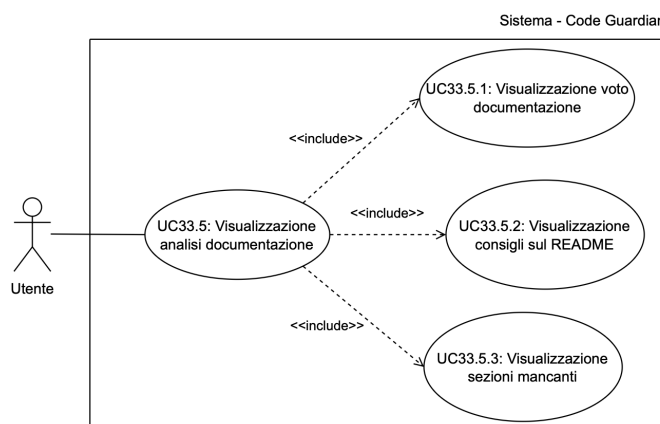 Sistema - Code Guardian
UC33.5.1: Visualizzazione voto
documentazione
<<include>>
UC33.5: Visualizzazione
analisi documentazione
<<include>>
UC33.5.2: Visualizzazione
consigli sul README
Utente
<<include>>
UC33.5.3: Visualizzazione
sezioni mancanti